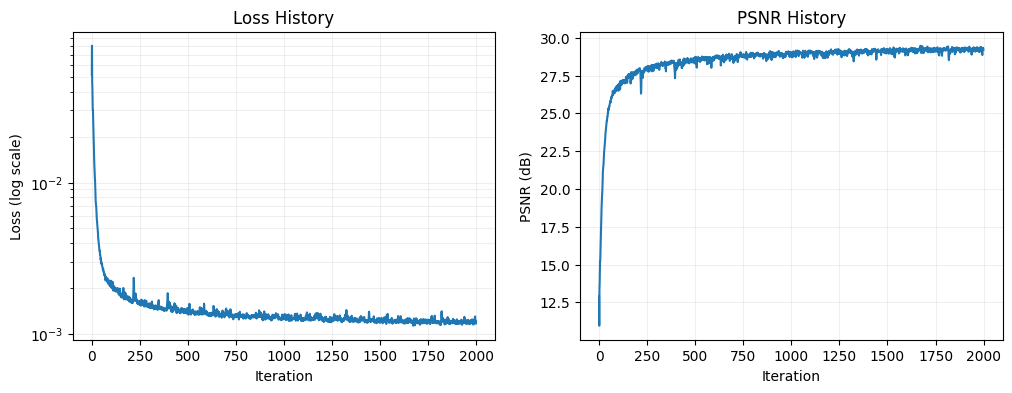 Loss History
Loss (log scale)
10⁻²
10⁻³
0 250 500 750 1000 1250 1500 1750 2000
Iteration
PSNR History
PSNR (dB)
30.0
27.5
25.0
22.5
20.0
17.5
15.0
12.5
0 250 500 750 1000 1250 1500 1750 2000
Iteration